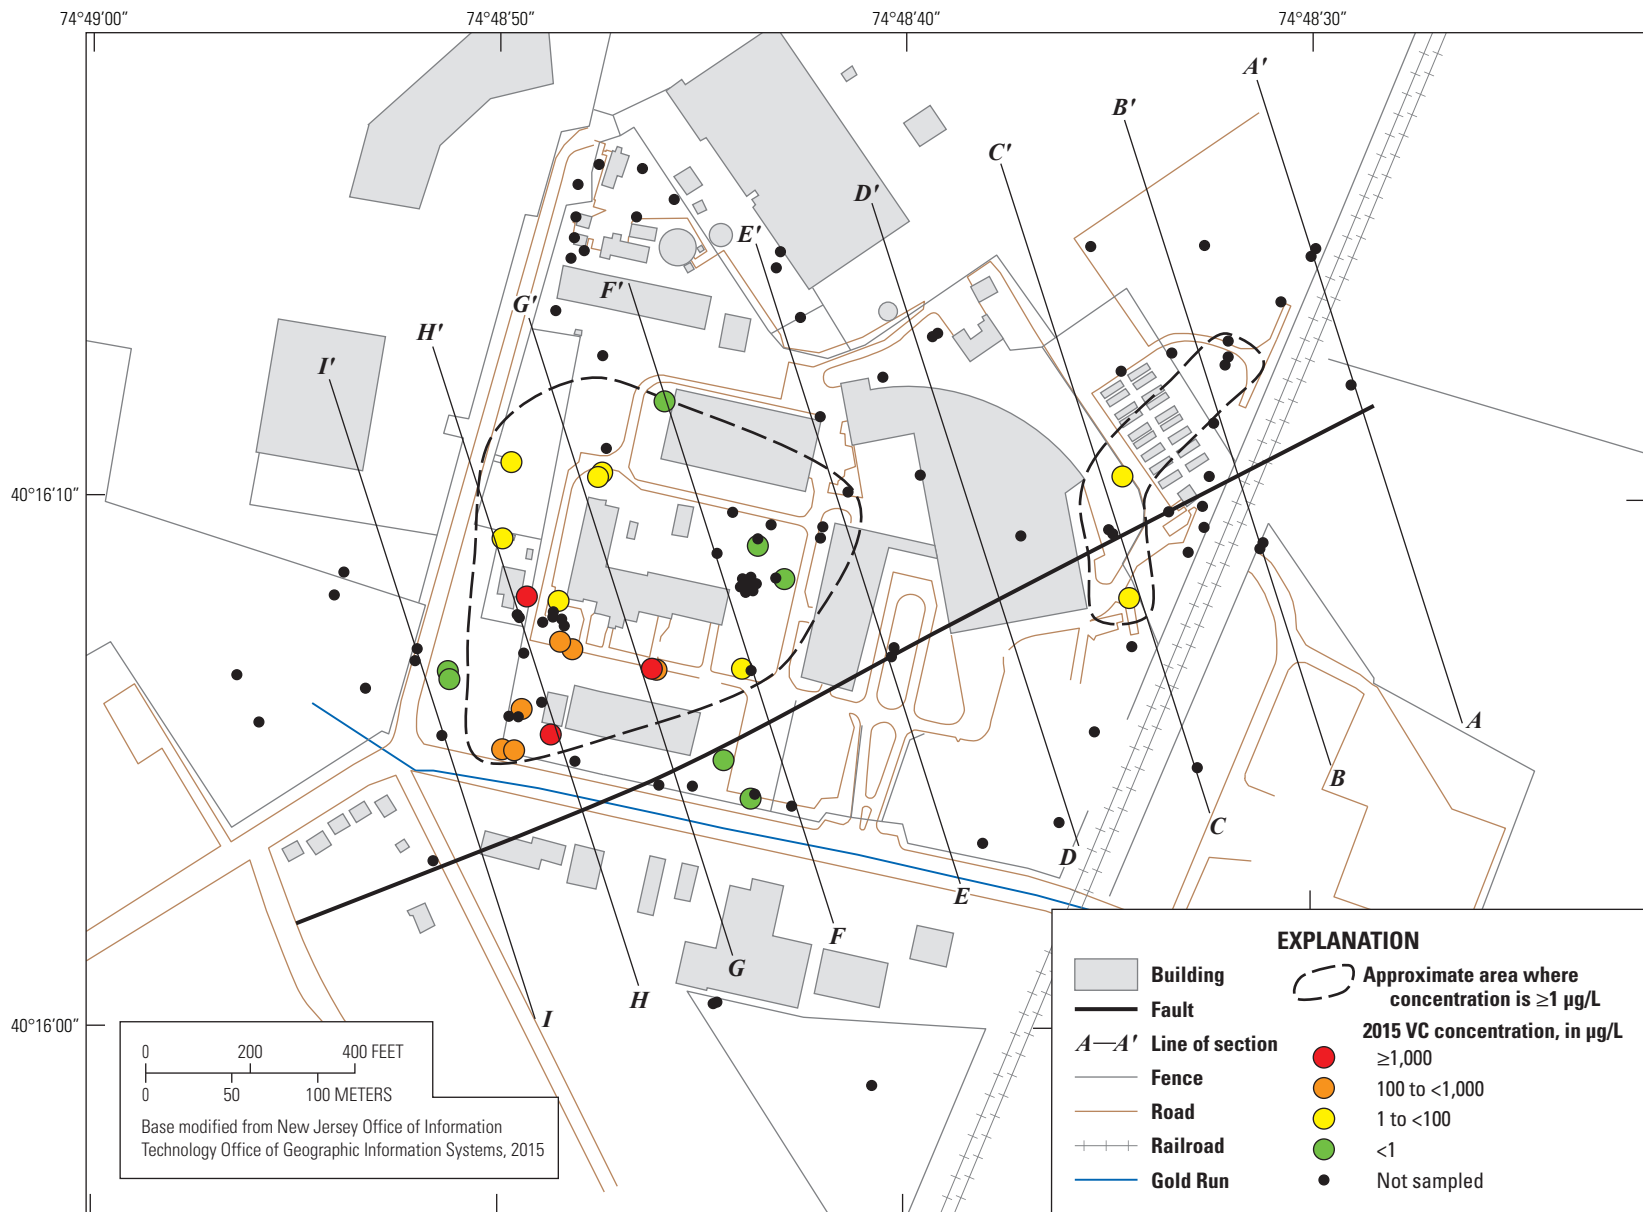 74°49′00″
74°48′50″
74°48′40″
74°48′30″
A′
B′
C′
D′
E′
F′
G′
H′
I′
40°16′10″
40°16′00″
A
B
C
D
E
F
G
H
I
0 200 400 FEET
0 50 100 METERS
Base modified from New Jersey Office of Information
Technology Office of Geographic Information Systems, 2015
EXPLANATION
Building
Fault
A—A′ Line of section
Fence
Road
Railroad
Gold Run
Approximate area where
concentration is ≥1 µg/L
2015 VC concentration, in µg/L
≥1,000
100 to <1,000
1 to <100
<1
Not sampled